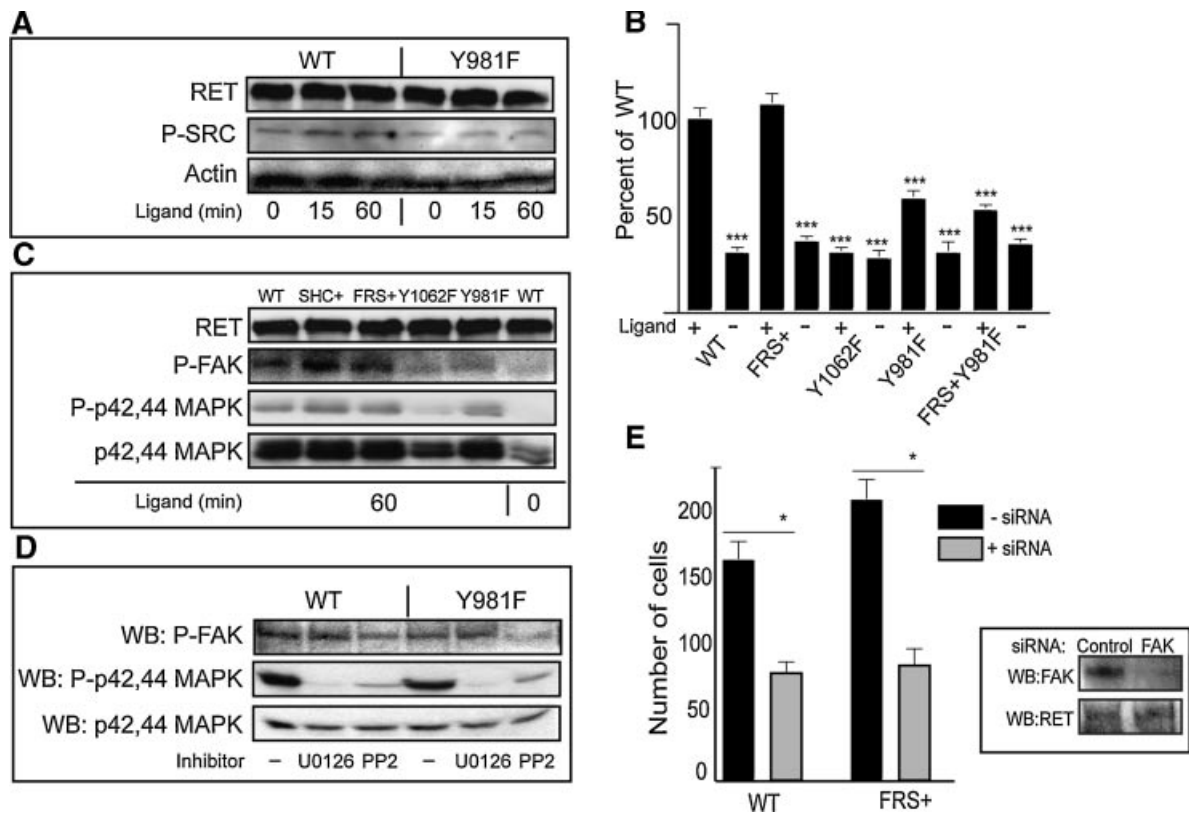 A
WT Y981F
RET
P-SRC
Actin
Ligand (min) 0 15 60 0 15 60
B
Percent of WT
100
50
*** *** *** *** *** *** *** ***
Ligand + - + - + - + - + -
WT FRS+ Y1062F Y981F FRS+Y981F
C
WT SHC+ FRS+ Y1062F Y981F WT
RET
P-FAK
P-p42,44 MAPK
p42,44 MAPK
Ligand (min) 60 0
D
WT Y981F
WB: P-FAK
WB: P-p42,44 MAPK
WB: p42,44 MAPK
Inhibitor – U0126 PP2 – U0126 PP2
E
Number of cells
200
150
100
50
0
* *
WT FRS+
- siRNA
+ siRNA
siRNA: Control FAK
WB:FAK
WB:RET